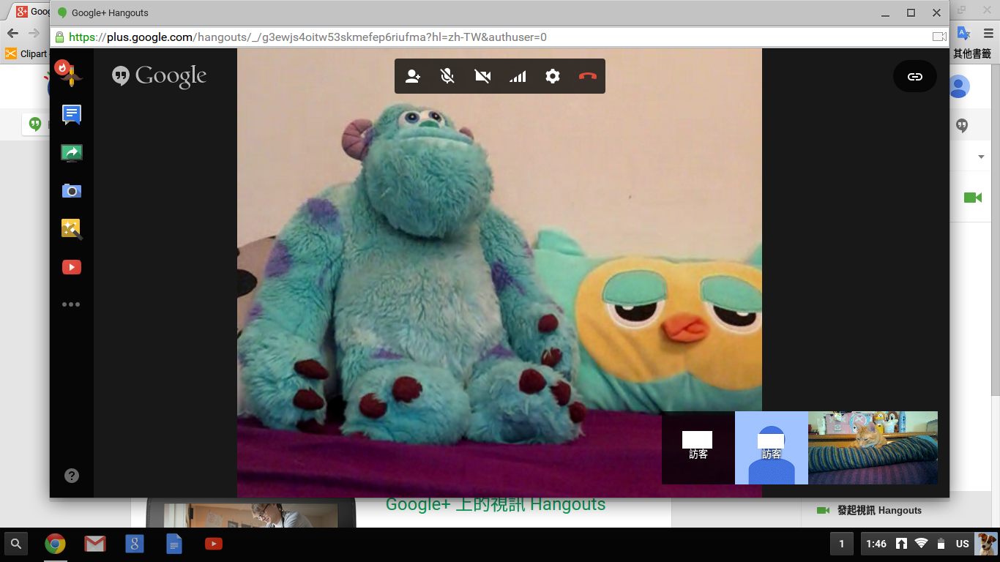 Goog
Google+ Hangouts
https://plus.google.com/hangouts/_/g3ewjs4oitw53skmefep6riufma?hl=zh-TW&authuser=0
Clipart
其他書籤
Google
訪客
訪客
Google+ 上的視訊 Hangouts
發起視訊 Hangouts
1
1:46
US